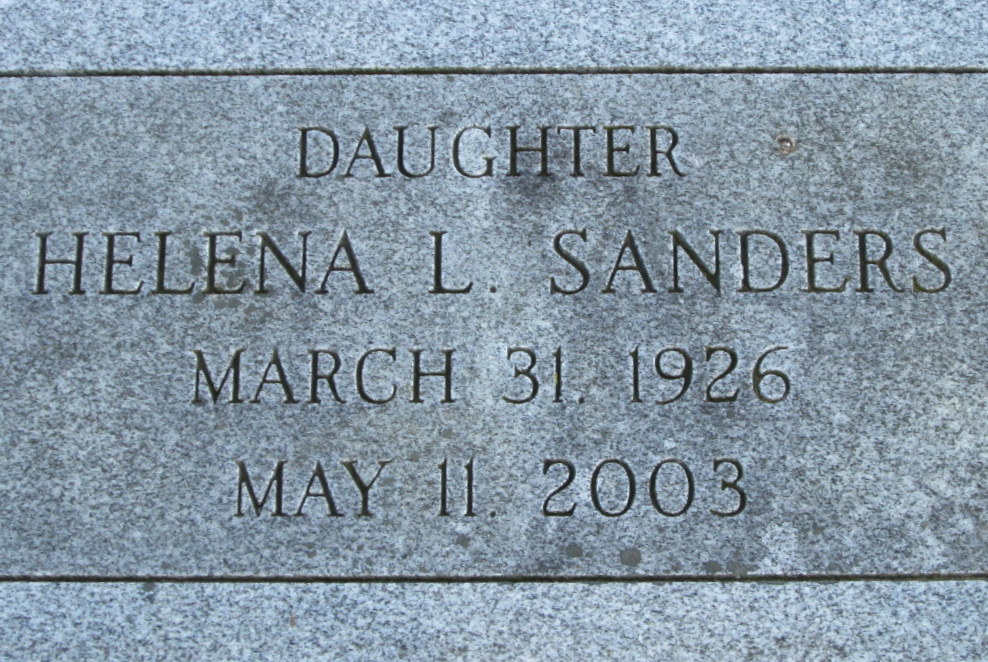 DAUGHTER
HELENA L. SANDERS
MARCH 31. 1926
MAY 11. 2003